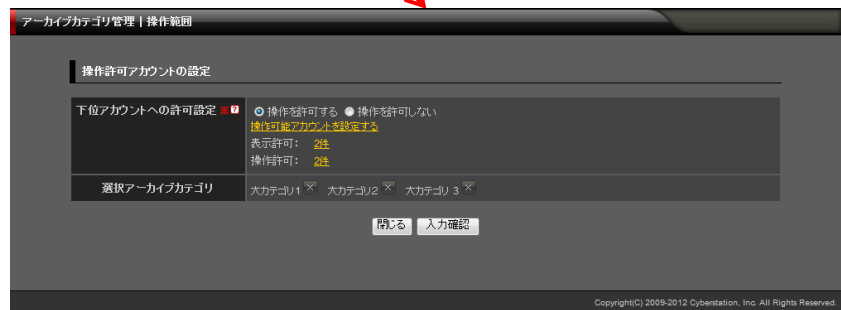 アーカイブカテゴリ管理 | 操作範囲
操作許可アカウントの設定
下位アカウントへの許可設定 ※ ?
操作を許可する 操作を許可しない
操作可能アカウントを設定する
表示許可: 2件
操作許可: 2件
選択アーカイブカテゴリ
大カテゴリ1 × 大カテゴリ2 × 大カテゴリ 3 ×
閉じる 入力確認
Copyright(C) 2009-2012 Cyberstation, Inc. All Rights Reserved.